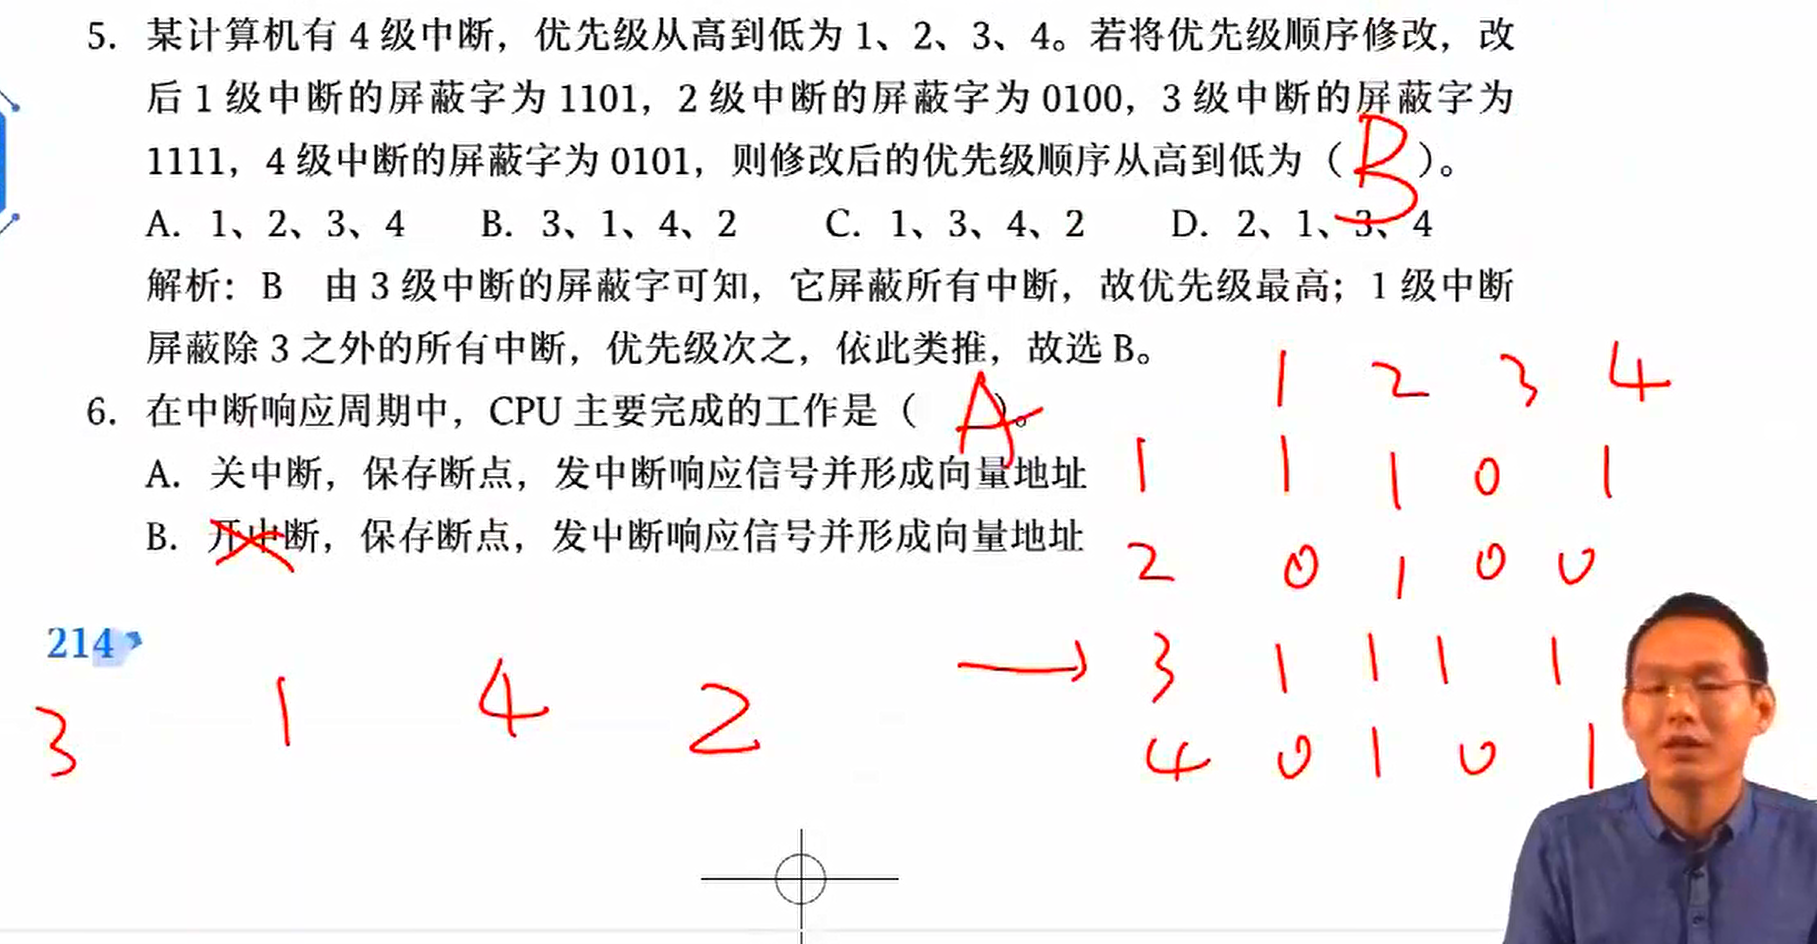 5. 某计算机有 4 级中断，优先级从高到低为 1、2、3、4。若将优先级顺序修改，改
后 1 级中断的屏蔽字为 1101，2 级中断的屏蔽字为 0100，3 级中断的屏蔽字为
1111，4 级中断的屏蔽字为 0101，则修改后的优先级顺序从高到低为（ B ）。
A. 1、2、3、4 B. 3、1、4、2 C. 1、3、4、2 D. 2、1、3、4
解析：B 由 3 级中断的屏蔽字可知，它屏蔽所有中断，故优先级最高；1 级中断
屏蔽除 3 之外的所有中断，优先级次之，依此类推，故选 B。
6. 在中断响应周期中，CPU 主要完成的工作是（ A ）。
A. 关中断，保存断点，发中断响应信号并形成向量地址
B. 开中断，保存断点，发中断响应信号并形成向量地址
1 2 3 4
1 1 1 0 1
2 0 1 0 0
3 1 1 1 1
4 0 1 0 1
214
3 1 4 2